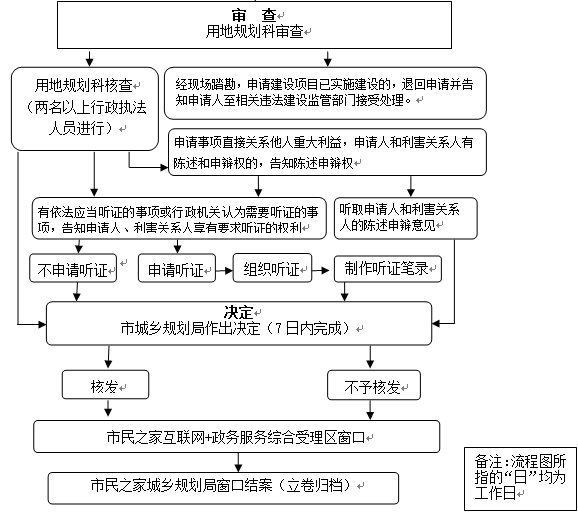 审 查
用地规划科审查
用地规划科核查
（两名以上行政执法
人员进行）
经现场踏勘，申请建设项目已实施建设的，退回申请并告
知申请人至相关违法建设监管部门接受处理。
申请事项直接关系他人重大利益，申请人和利害关系人有
陈述和申辩权的，告知陈述申辩权
有依法应当听证的事项或行政机关认为需要听证的事
项，告知申请人、利害关系人享有要求听证的权利
听取申请人和利害关系
人的陈述申辩意见
不申请听证
申请听证
组织听证
制作听证笔录
决定
市城乡规划局作出决定（7日内完成）
核发
不予核发
市民之家互联网+政务服务综合受理区窗口
市民之家城乡规划局窗口结案（立卷归档）
备注:流程图所
指的“日”均为
工作日